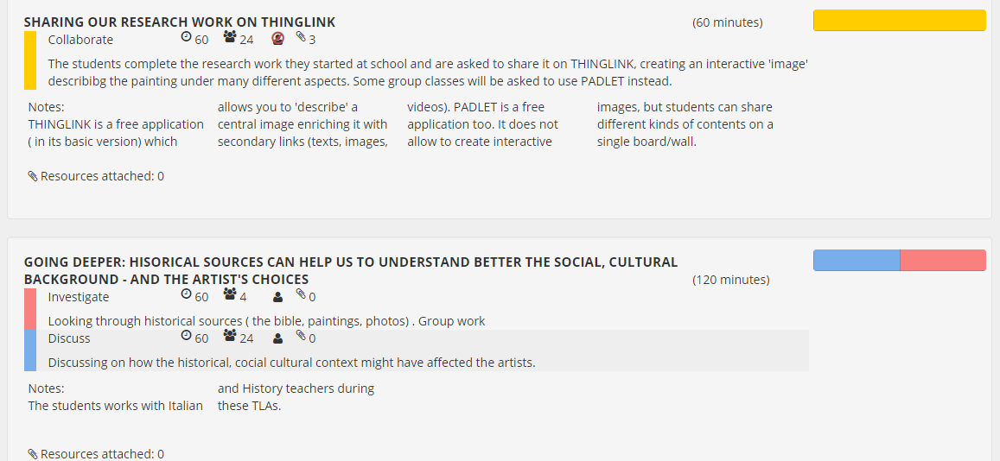 SHARING OUR RESEARCH WORK ON THINGLINK
(60 minutes)
Collaborate 60 24 3
The students complete the research work they started at school and are asked to share it on THINGLINK, creating an interactive 'image'
describibg the painting under many different aspects. Some group classes will be asked to use PADLET instead.
Notes:
THINGLINK is a free application
( in its basic version) which
allows you to 'describe' a
central image enriching it with
secondary links (texts, images,
videos). PADLET is a free
application too. It does not
allow to create interactive
images, but students can share
different kinds of contents on a
single board/wall.
Resources attached: 0
GOING DEEPER: HISORICAL SOURCES CAN HELP US TO UNDERSTAND BETTER THE SOCIAL, CULTURAL
BACKGROUND - AND THE ARTIST'S CHOICES
(120 minutes)
Investigate 60 4 0
Looking through historical sources ( the bible, paintings, photos) . Group work
Discuss 60 24 0
Discussing on how the historical, cocial cultural context might have affected the artists.
Notes:
The students works with Italian
and History teachers during
these TLAs.
Resources attached: 0